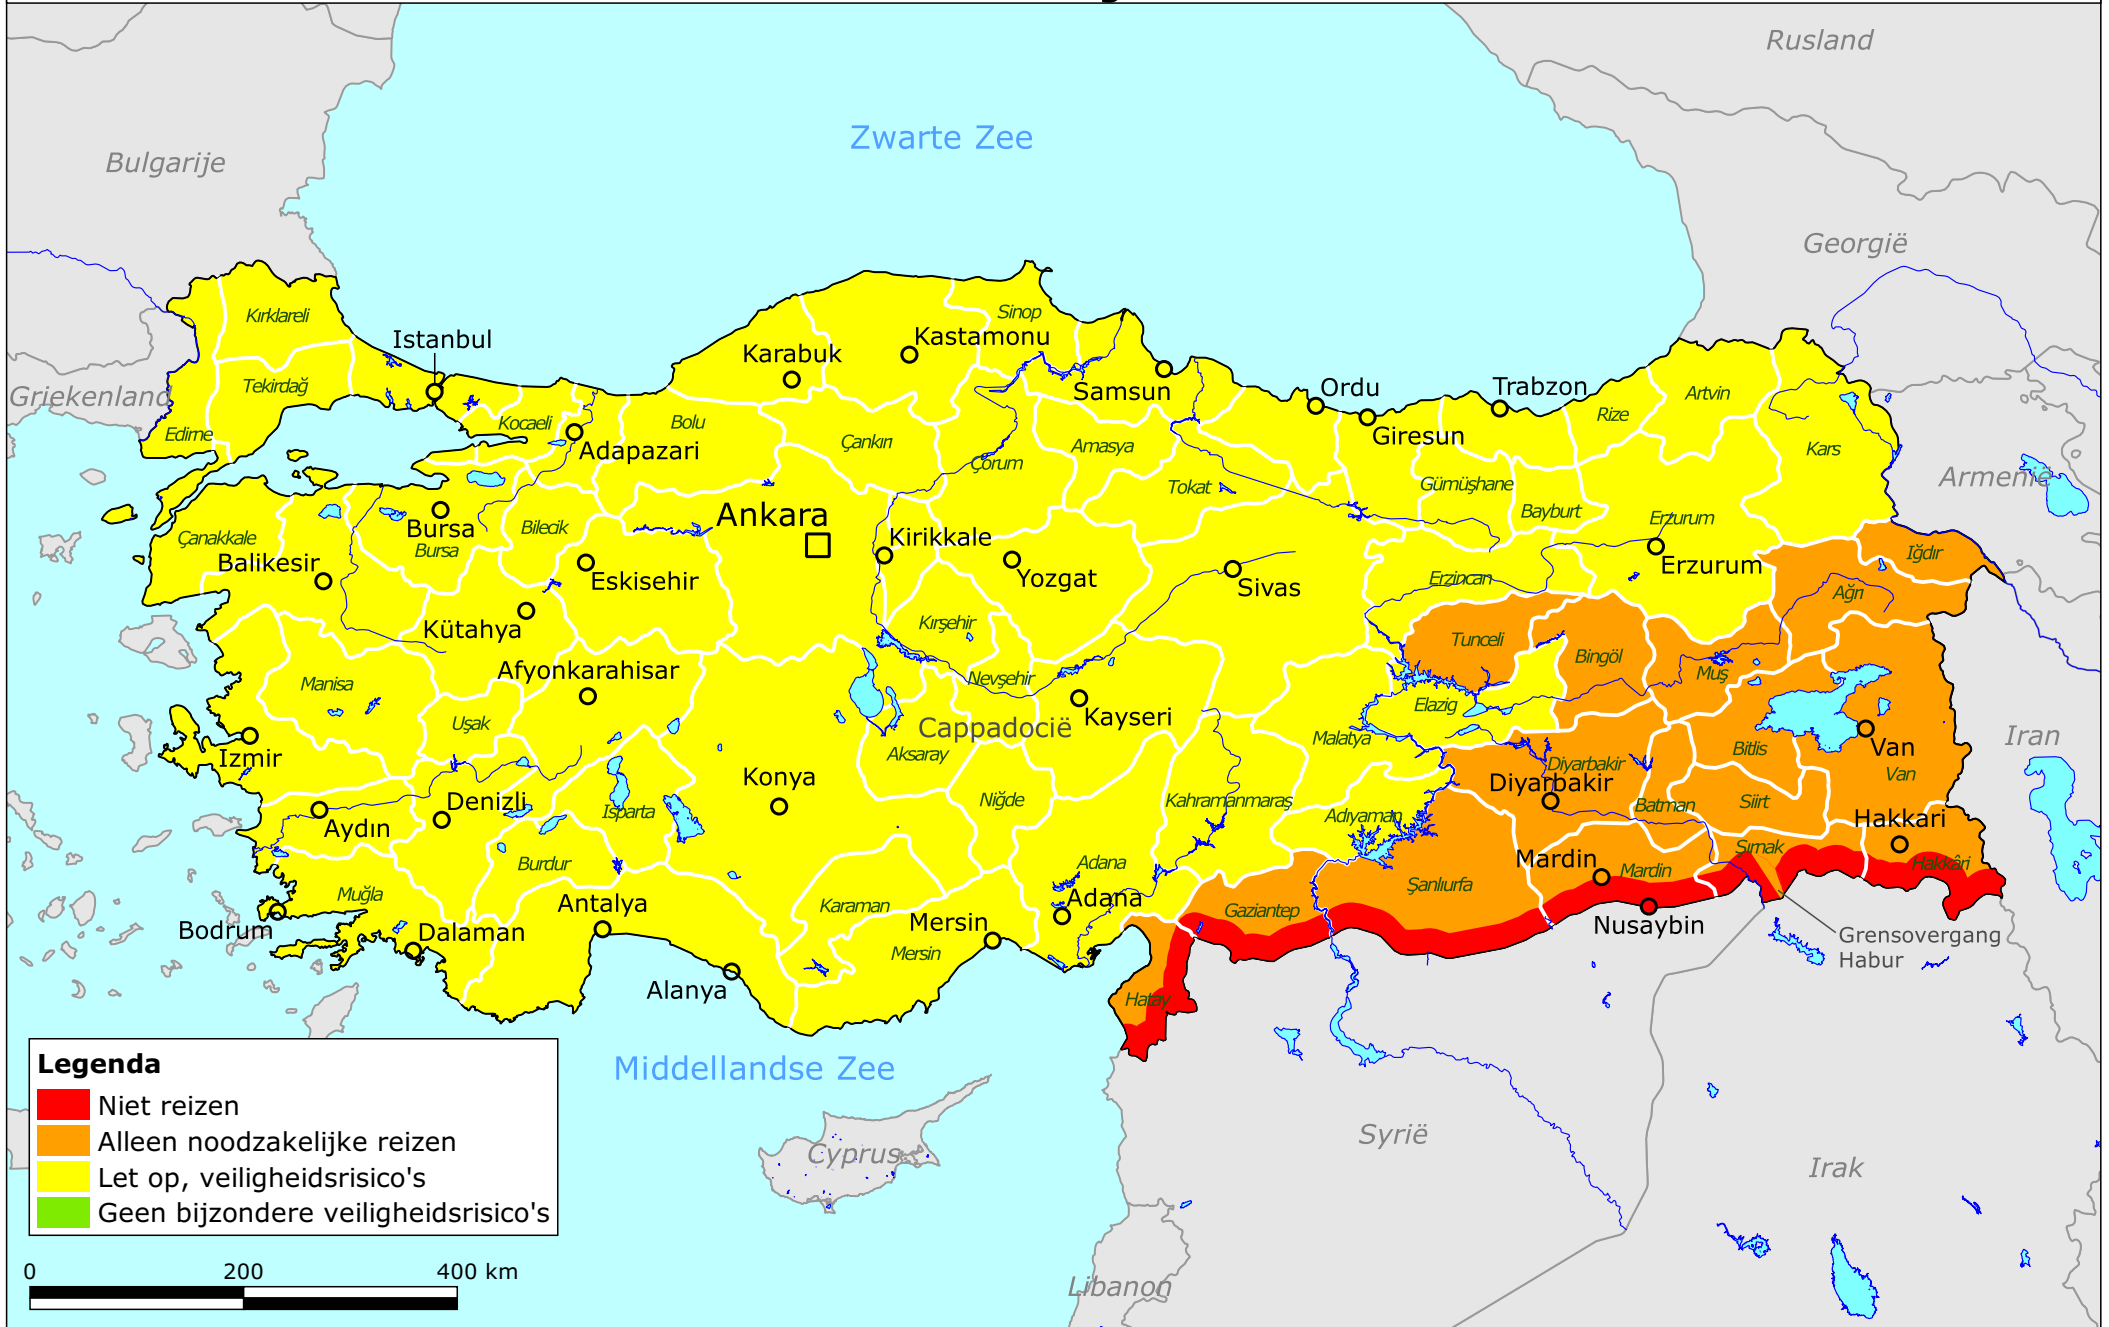 Rusland
Zwarte Zee
Bulgarije
Georgië
Kırklareli
Sinop
Istanbul
Kastamonu
Karabuk
Griekenland
Tekirdağ
Samsun
Ordu
Trabzon
Artvin
Kocaeli
Bolu
Rize
Edirne
Adapazari
Çankırı
Amasya
Giresun
Kars
Çorum
Tokat
Gümüşhane
Armenië
Ankara
Bayburt
Erzurum
Çanakkale
Bursa
Bilecik
Bursa
Kirikkale
Iğdır
Balikesir
Eskisehir
Yozgat
Sivas
Erzincan
Erzurum
Ağrı
Kütahya
Kırşehir
Tunceli
Bingöl
Afyonkarahisar
Nevşehir
Muş
Manisa
Uşak
Cappadocië
Kayseri
Elazig
Izmir
Aksaray
Malatya
Diyarbakir
Bitlis
Van
Iran
Konya
Van
Diyarbakir
Denizli
Isparta
Niğde
Kahramanmaraş
Adıyaman
Batman
Siirt
Aydın
Hakkari
Burdur
Adana
Mardin
Mardin
Şırnak
Hakkâri
Muğla
Antalya
Karaman
Adana
Şanlıurfa
Gaziantep
Bodrum
Dalaman
Mersin
Mersin
Nusaybin
Grensovergang
Habur
Alanya
Hatay
Middellandse Zee
Legenda
Niet reizen
Alleen noodzakelijke reizen
Let op, veiligheidsrisico's
Geen bijzondere veiligheidsrisico's
Cyprus
Syrië
Irak
Libanon
0 200 400 km